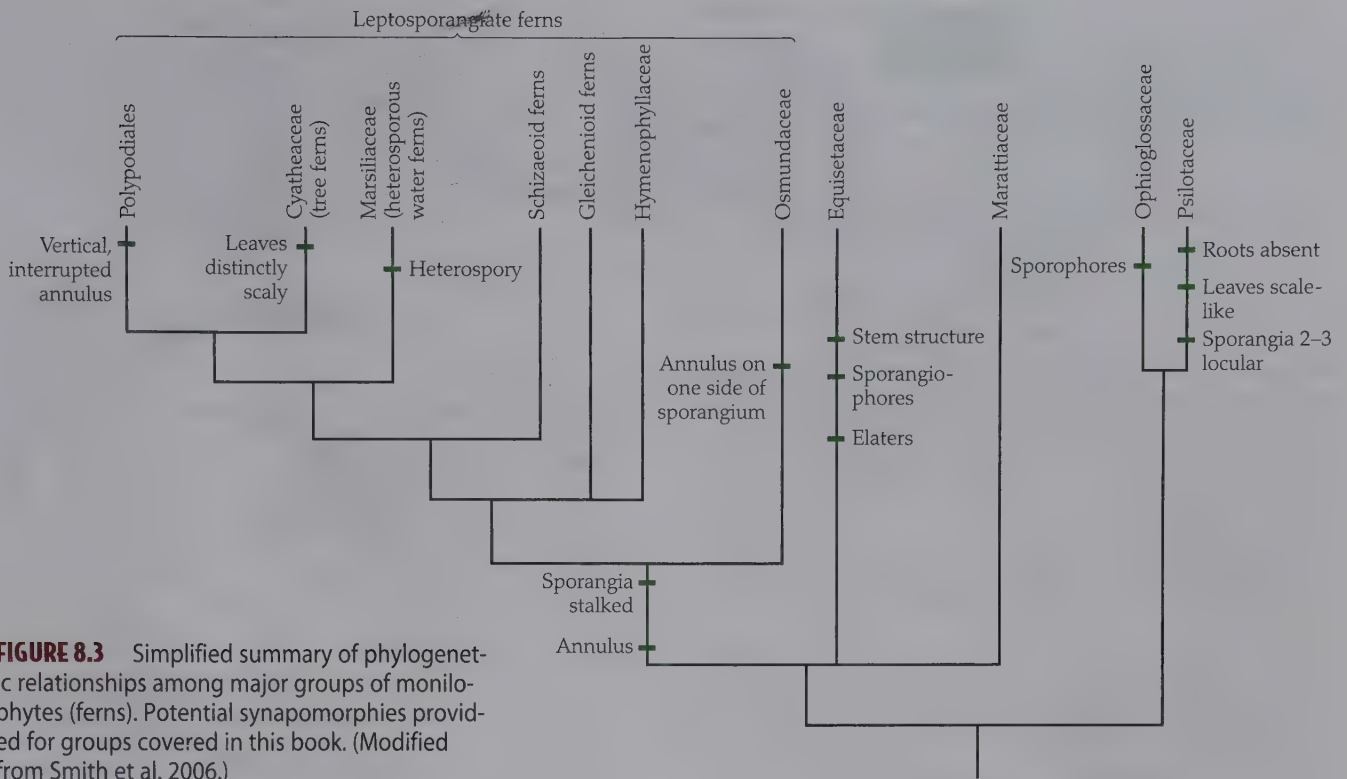 Leptosporangiate ferns
Polypodiales
Cyatheaceae
(tree ferns)
Marsiliaceae
(heterosporous
water ferns)
Schizaeoid ferns
Gleichenioid ferns
Hymenophyllaceae
Osmundaceae
Equisetaceae
Marattiaceae
Ophioglossaceae
Psilotaceae
Vertical,
interrupted
annulus
Leaves
distinctly
scaly
Heterospory
Annulus on
one side of
sporangium
Stem structure
Sporangio-
phores
Elaters
Sporophores
Roots absent
Leaves scale-
like
Sporangia 2–3
locular
Sporangia
stalked
Annulus
FIGURE 8.3 Simplified summary of phylogenet-
c relationships among major groups of monilo-
phytes (ferns). Potential synapomorphies provid-
ed for groups covered in this book. (Modified
from Smith et al. 2006.)